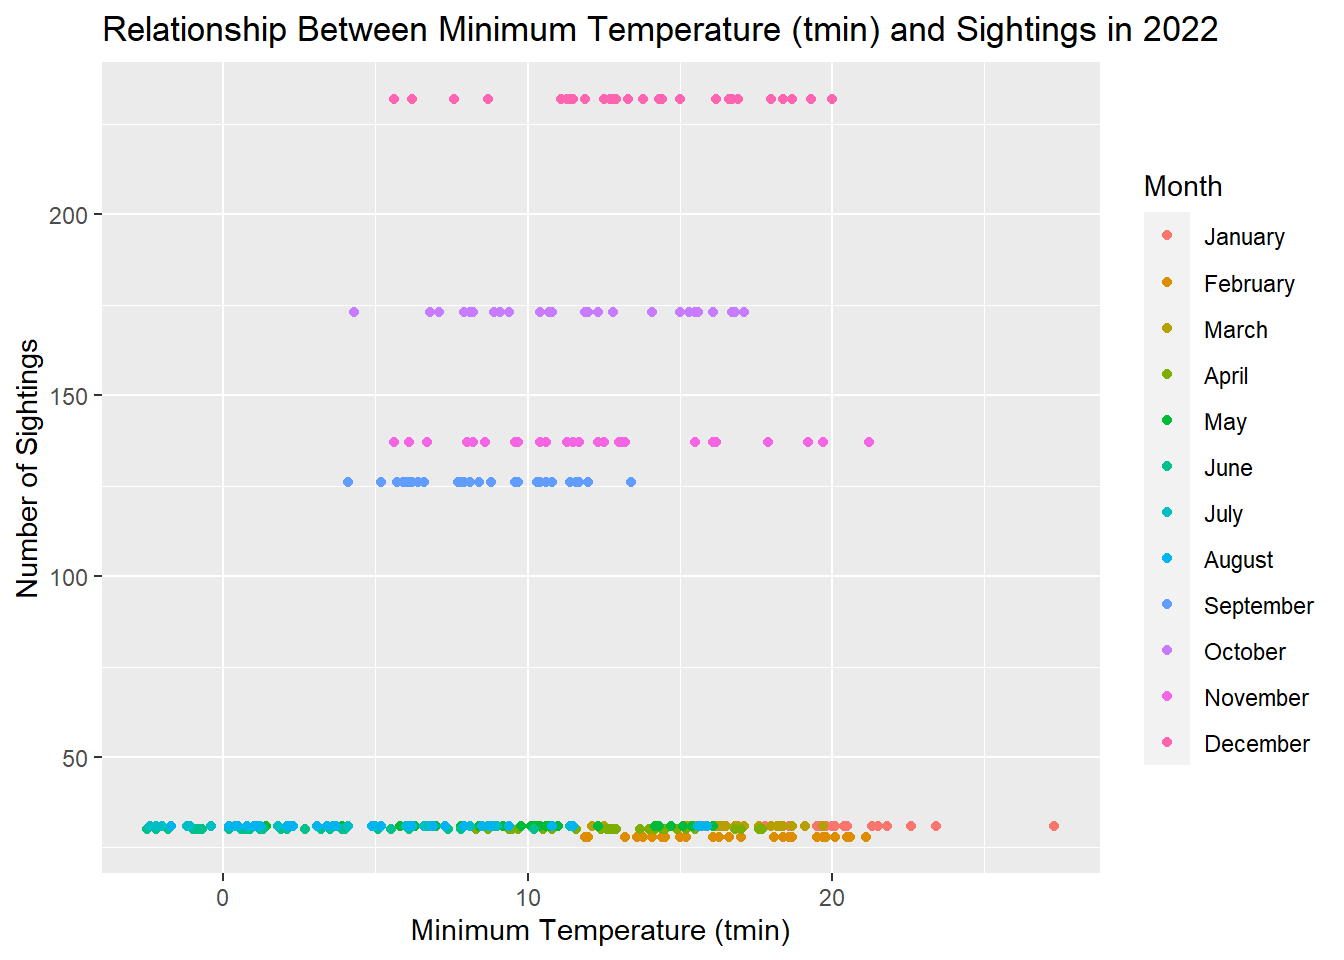 Relationship Between Minimum Temperature (tmin) and Sightings in 2022
Number of Sightings
200
150
100
50
0
10
20
Minimum Temperature (tmin)
Month
January
February
March
April
May
June
July
August
September
October
November
December